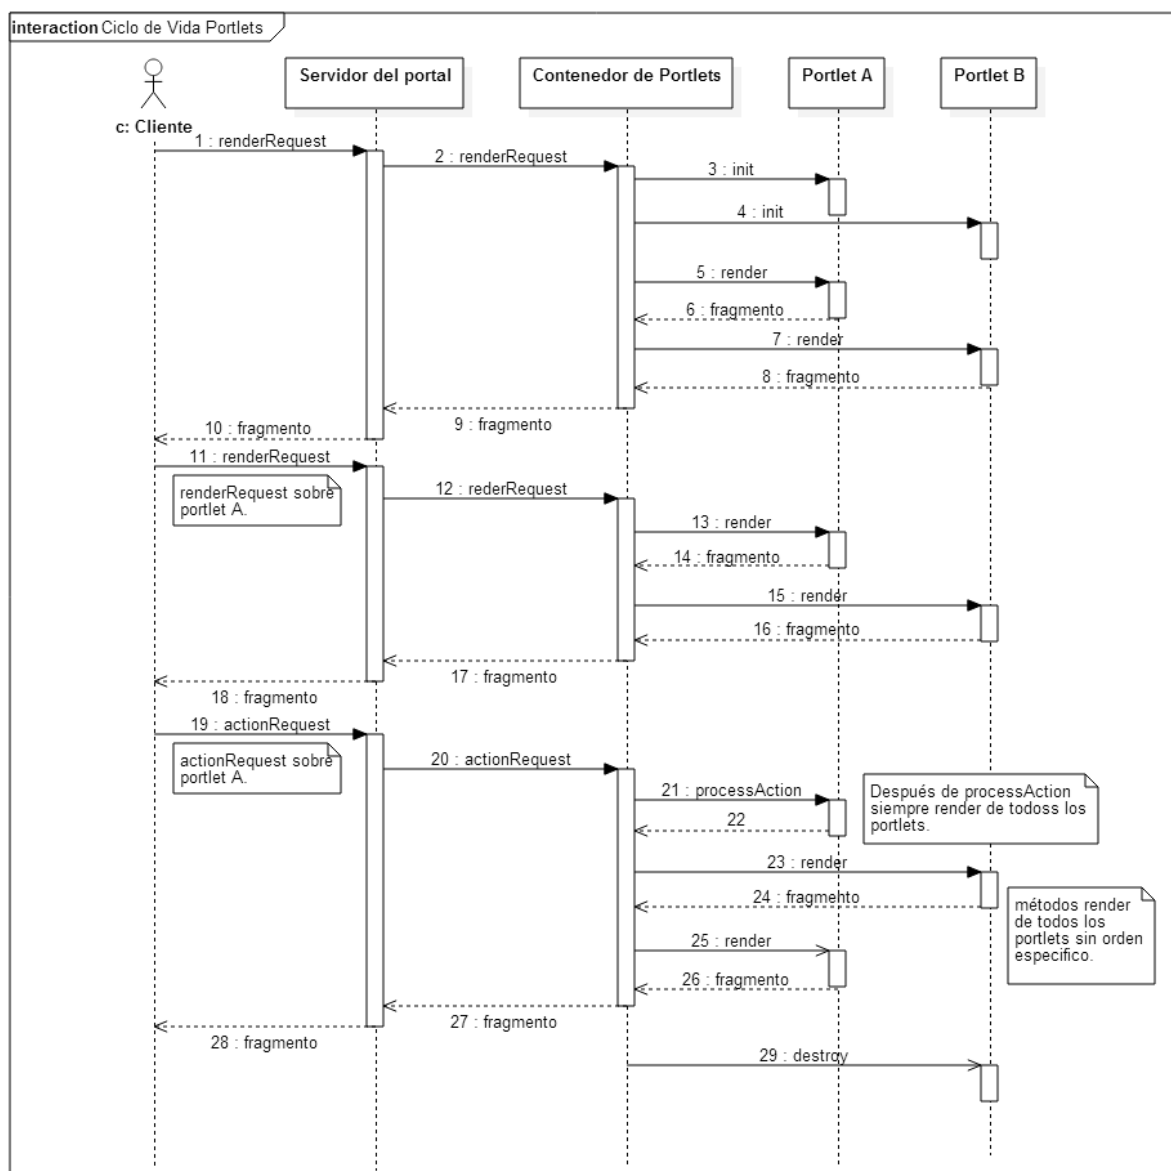 interaction Ciclo de Vida Portlets
Servidor del portal
Contenedor de Portlets
Portlet A
Portlet B
c: Cliente
1 : renderRequest
2 : renderRequest
3 : init
4 : init
5 : render
6 : fragmento
7 : render
8 : fragmento
9 : fragmento
10 : fragmento
11 : renderRequest
renderRequest sobre
portlet A.
12 : rederRequest
13 : render
14 : fragmento
15 : render
16 : fragmento
17 : fragmento
18 : fragmento
19 : actionRequest
actionRequest sobre
portlet A.
20 : actionRequest
21 : processAction
Después de processAction
siempre render de todoss los
portlets.
22
23 : render
24 : fragmento
métodos render
de todos los
portlets sin orden
especifico.
25 : render
26 : fragmento
27 : fragmento
28 : fragmento
29 : destroy